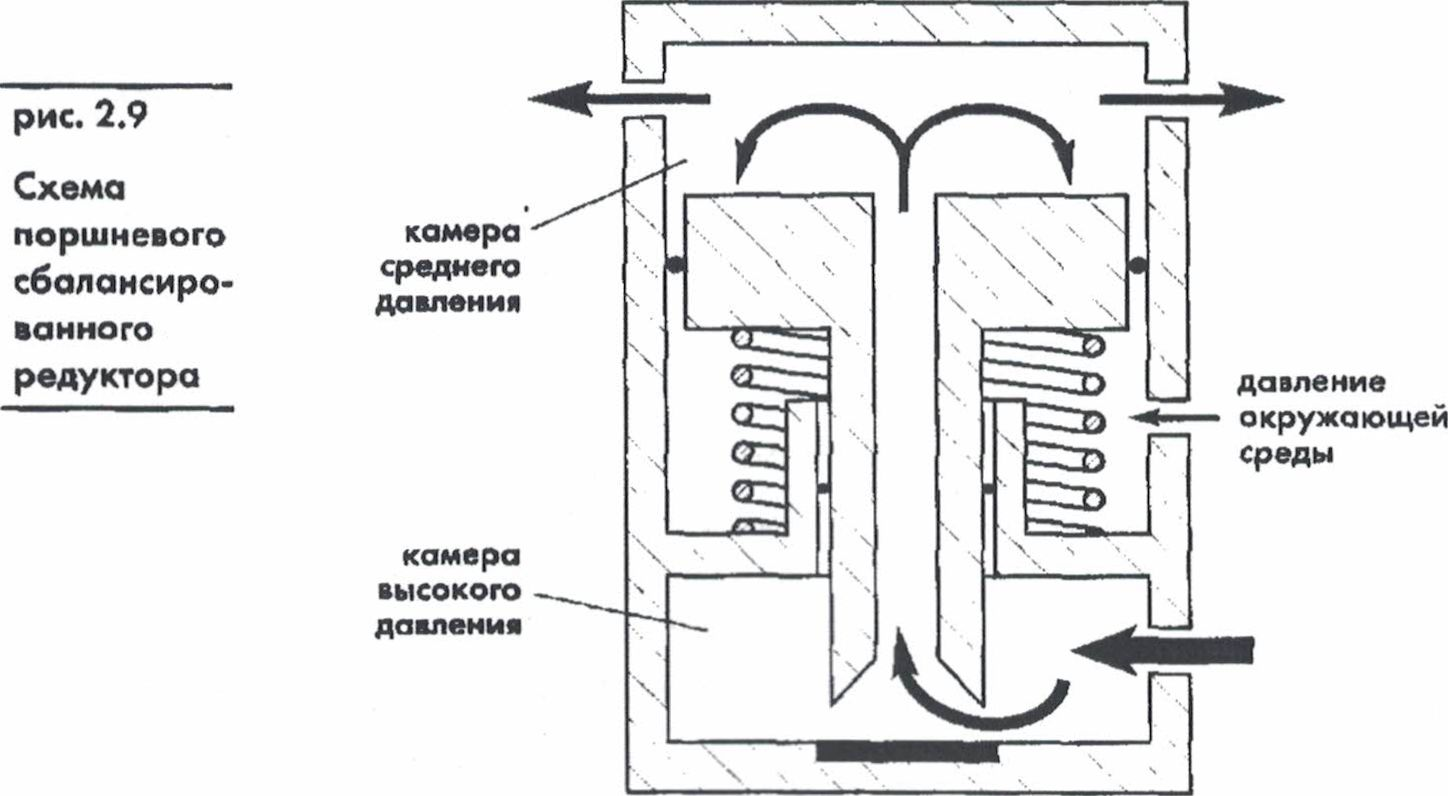 рис. 2.9
Схема
поршневого
сбалансиро-
ванного
редуктора
камера
среднего
давления
давление
окружающей
среды
камера
высокого
давления